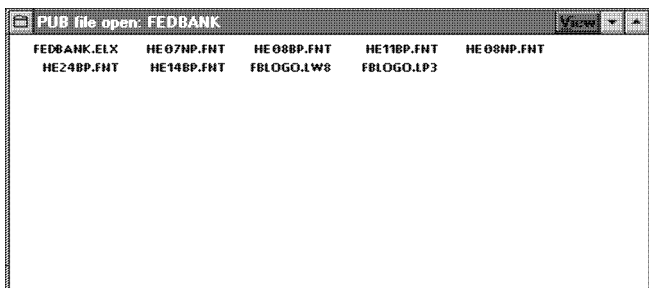 PUB file open: FEDBANK View
FEDBANK.ELX HE07NP.FNT HE08BP.FNT HE11BP.FNT HE08NP.FNT
HE24BP.FNT HE14BP.FNT FBLOGO.LW8 FBLOGO.LP3